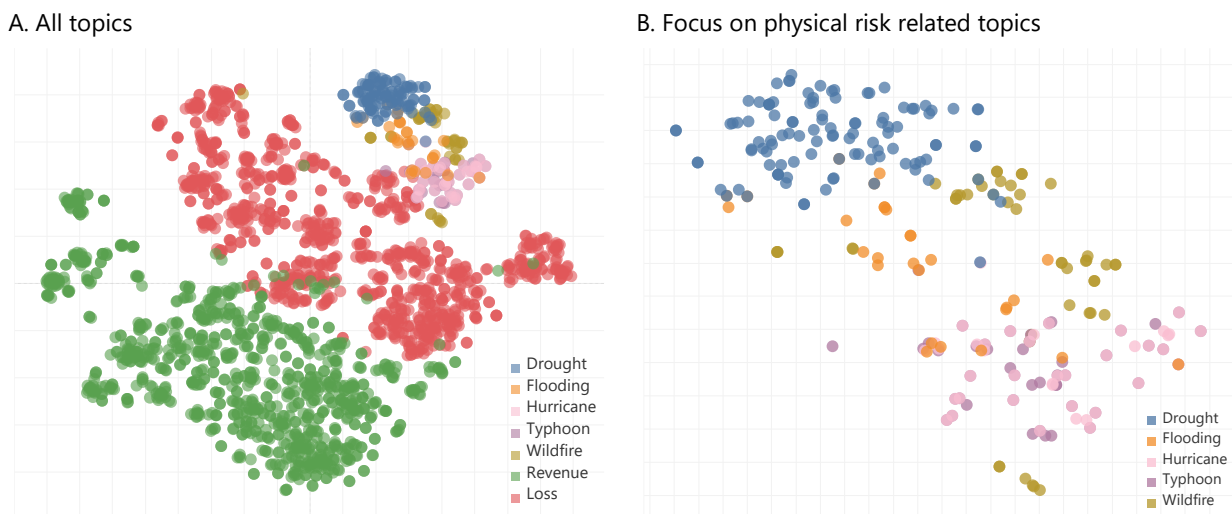 A. All topics
Drought
Flooding
Hurricane
Typhoon
Wildfire
Revenue
Loss
B. Focus on physical risk related topics
Drought
Flooding
Hurricane
Typhoon
Wildfire